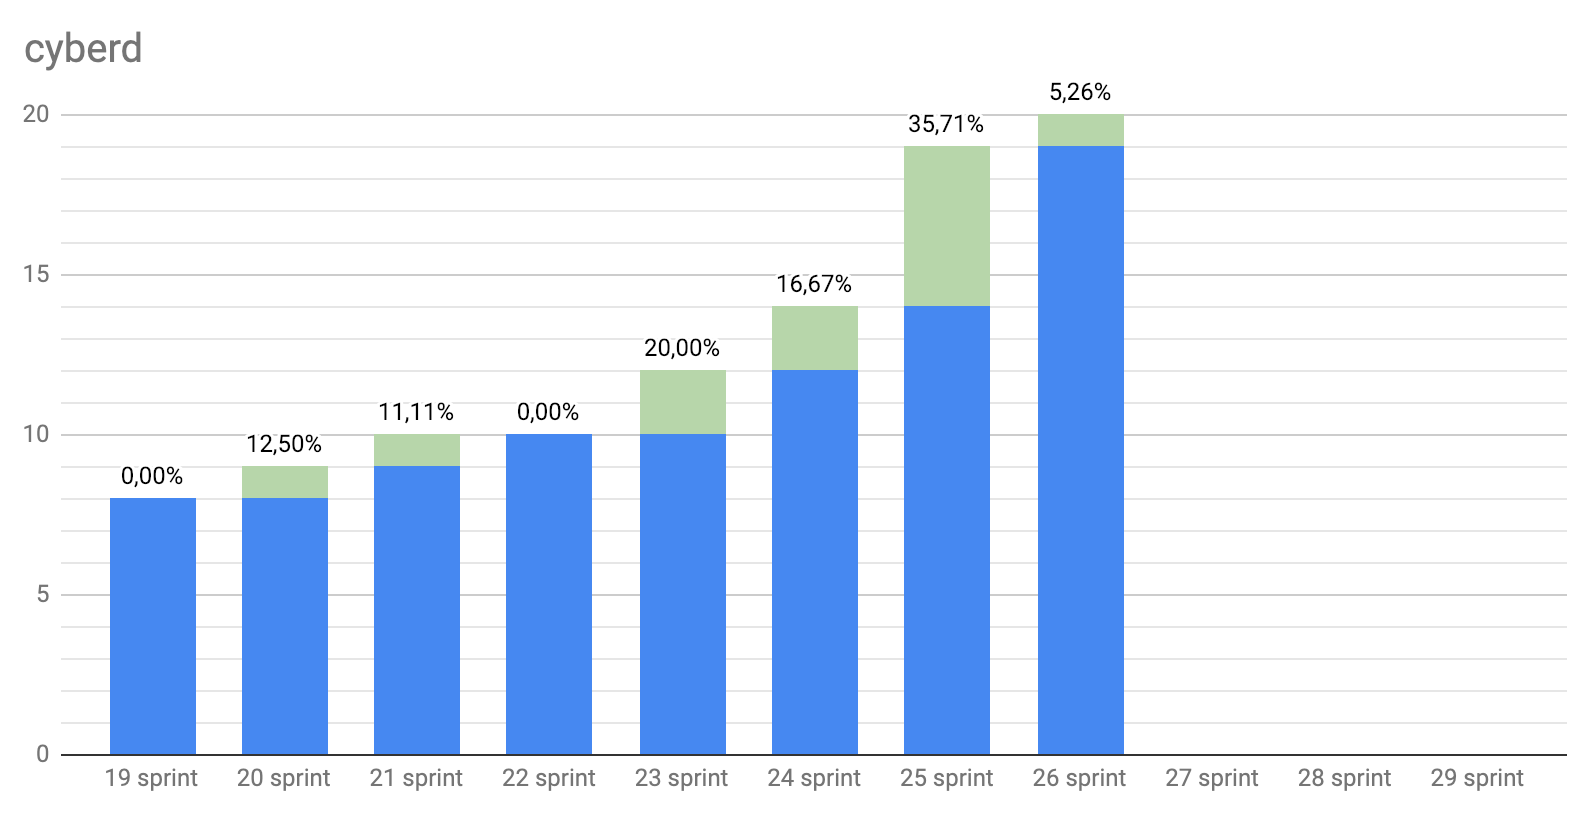 cyberd
20
15
10
5
0
0,00%
12,50%
11,11%
0,00%
20,00%
16,67%
35,71%
5,26%
19 sprint
20 sprint
21 sprint
22 sprint
23 sprint
24 sprint
25 sprint
26 sprint
27 sprint
28 sprint
29 sprint